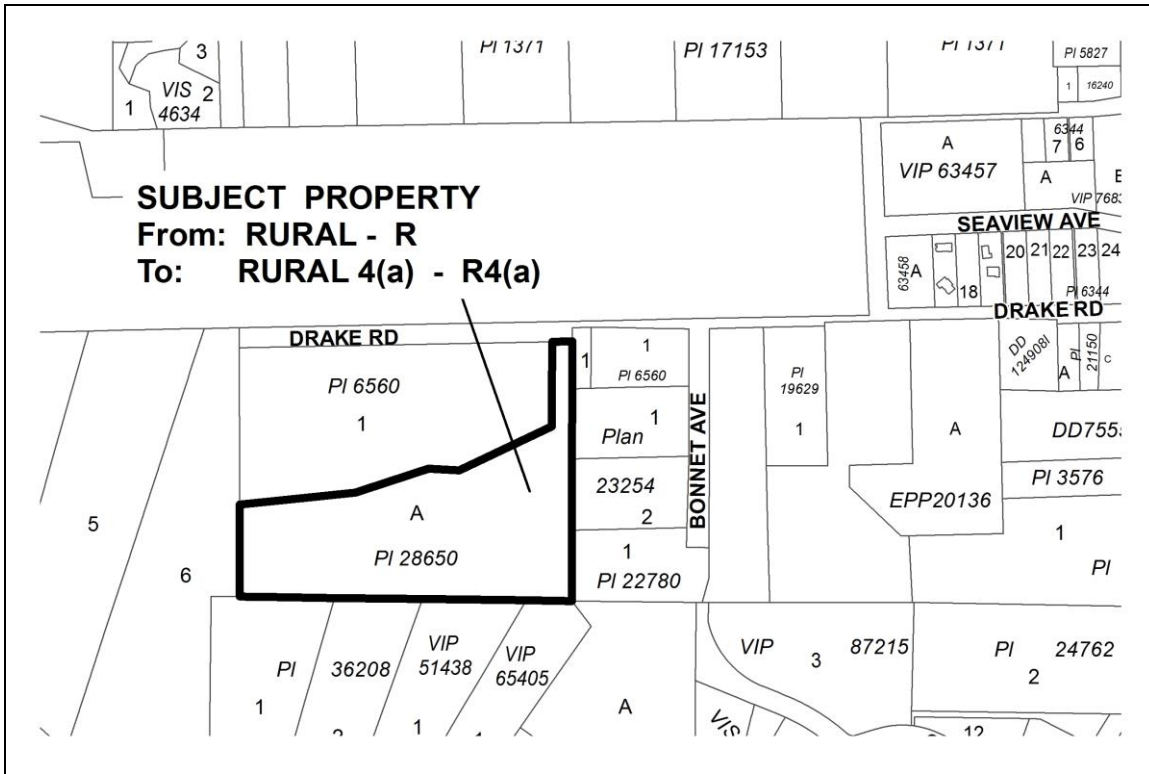 Pl 1371
Pl 17153
Pl 1371
Pl 5827
3
VIS 2
4634
1
1
16240
6344
7 6
A
VIP 63457
A
VIP 7683
SUBJECT PROPERTY
From: RURAL - R
To: RURAL 4(a) - R4(a)
SEAVIEW AVE
63458
A
18
20 21 22 23 24
Pl 6344
DRAKE RD
DRAKE RD
Pl 6560
1
1
1
Pl 6560
Pl
19629
1
DD
124908I
A
Pl
21150
C
Plan 1
23254
2
BONNET AVE
A
EPP20136
DD755
Pl 3576
1
Pl
5
6
A
Pl 28650
1
Pl 22780
Pl 36208
1
2
VIP
51438
1
VIP
65405
1
A
VIP 3 87215
Pl 24762
2
VIS
12